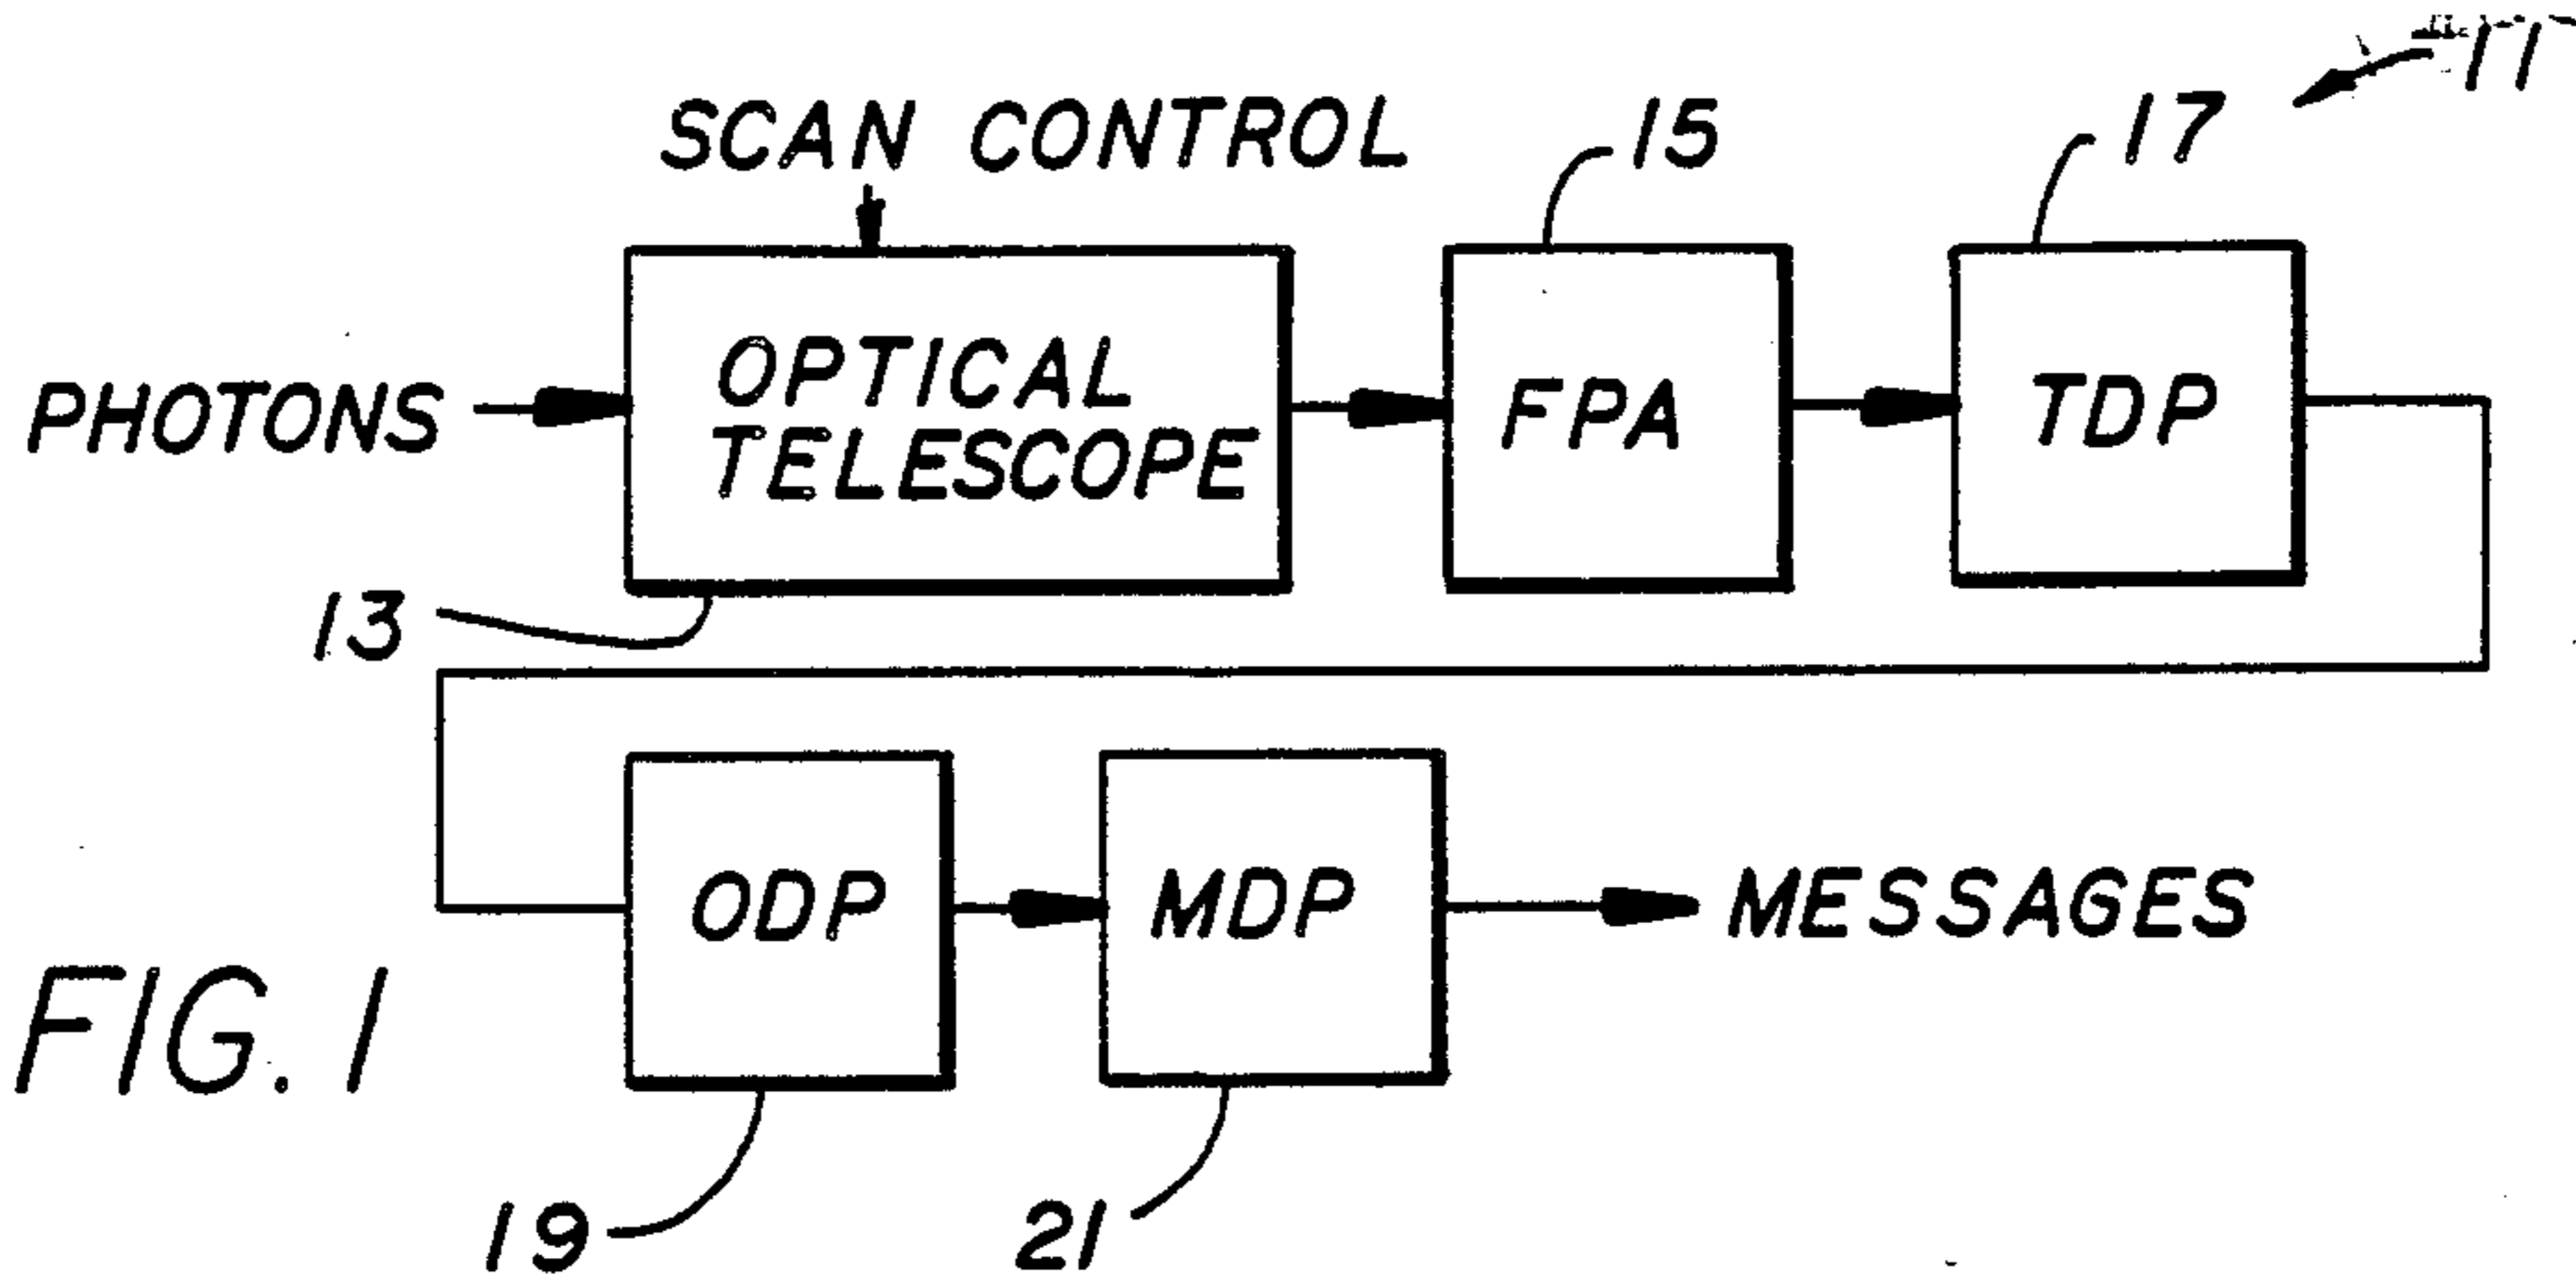 11
SCAN CONTROL
15
17
PHOTONS
OPTICAL
TELESCOPE
FPA
TDP
13
ODP
MDP
MESSAGES
FIG. 1
19
21